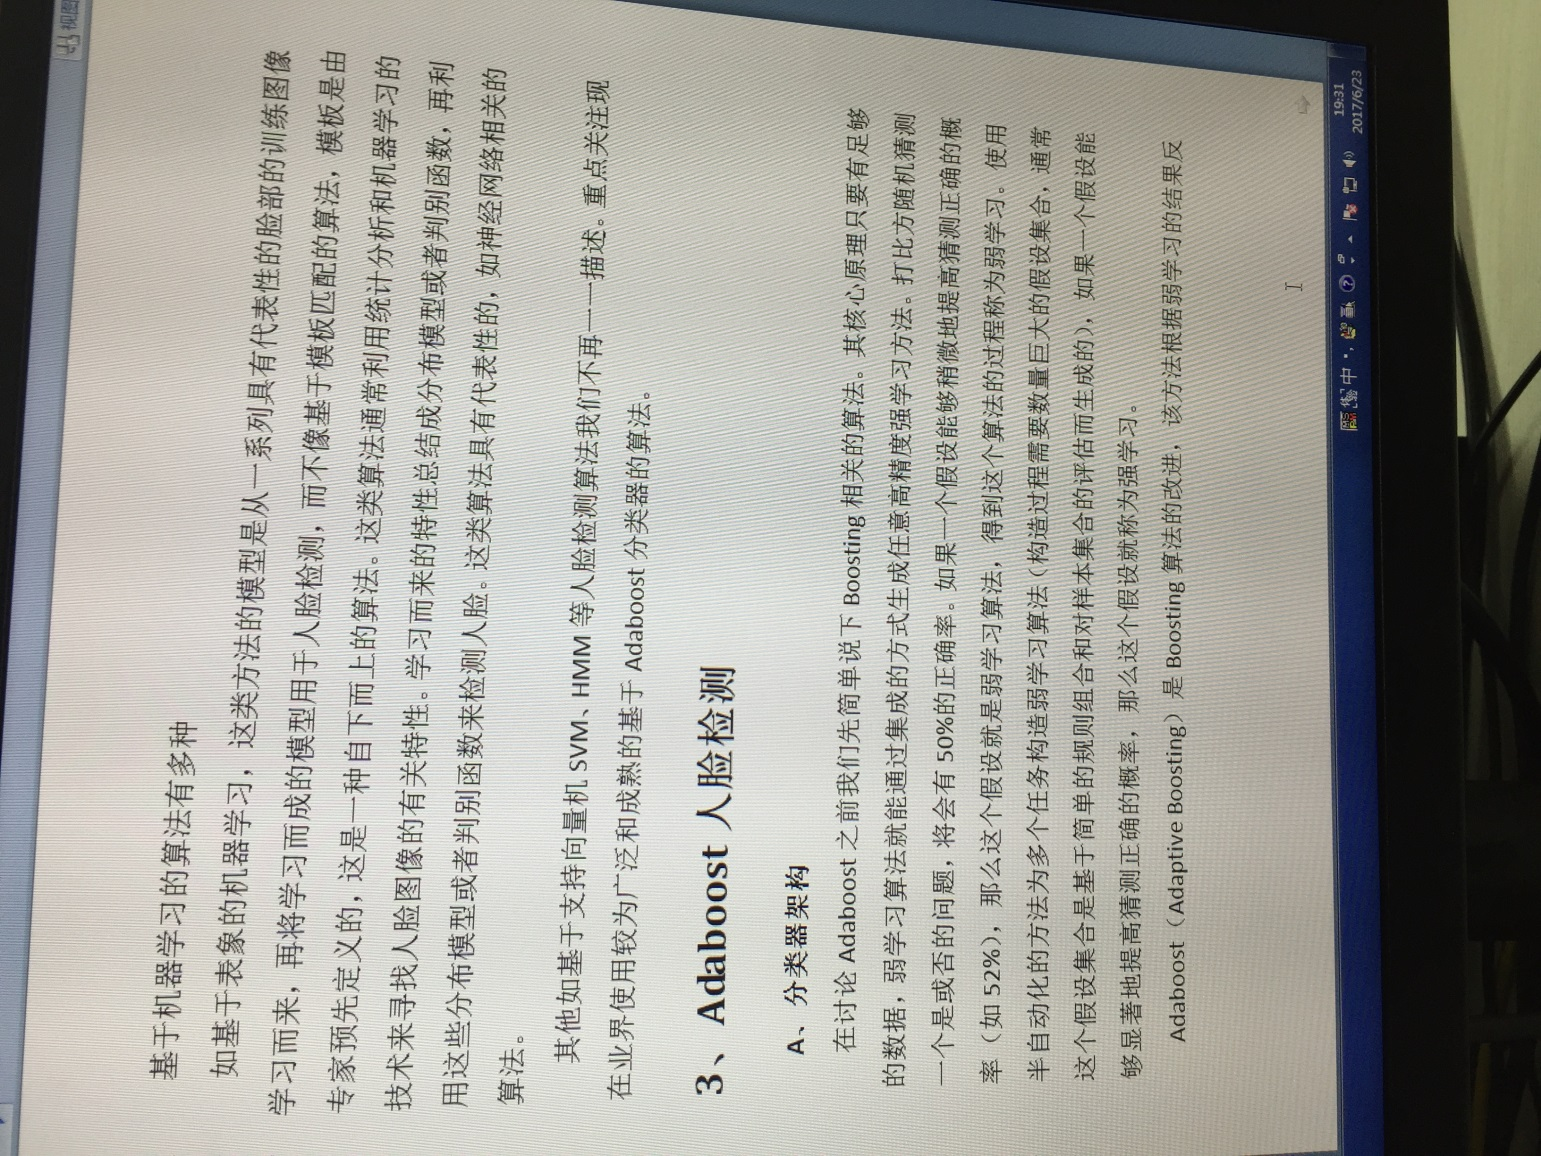 视图
基于机器学习的算法有多种
如基于表象的机器学习，这类方法的模型是从一系列具有代表性的脸部的训练图像
学习而来，再将学习而成的模型用于人脸检测，而不像基于模板匹配的算法，模板是由
专家预先定义的，这是一种自下而上的算法。这类算法通常利用统计分析和机器学习的
技术来寻找人脸图像的有关特性。学习而来的特性总结成分布模型或者判别函数，再利
用这些分布模型或者判别函数来检测人脸。这类算法具有代表性的，如神经网络相关的
算法。
其他如基于支持向量机 SVM、HMM 等人脸检测算法我们不再一一描述。重点关注现
在业界使用较为广泛和成熟的基于 Adaboost 分类器的算法。
3、Adaboost 人脸检测
A、分类器架构
在讨论 Adaboost 之前我们先简单说下 Boosting 相关的算法。其核心原理只要有足够
的数据，弱学习算法就能通过集成的方式生成任意高精度强学习方法。打比方随机猜测
一个是或否的问题，将会有 50%的正确率。如果一个假设能够稍微地提高猜测正确的概
率（如 52%），那么这个假设就是弱学习算法，得到这个算法的过程称为弱学习。使用
半自动化的方法为多个任务构造弱学习算法（构造过程需要数量巨大的假设集合，通常
这个假设集合是基于简单的规则组合和对样本集合的评估而生成的），如果一个假设能
够显著地提高猜测正确的概率，那么这个假设就称为强学习。
Adaboost（Adaptive Boosting）是 Boosting 算法的改进，该方法根据弱学习的结果反
中
19:31
2017/6/23